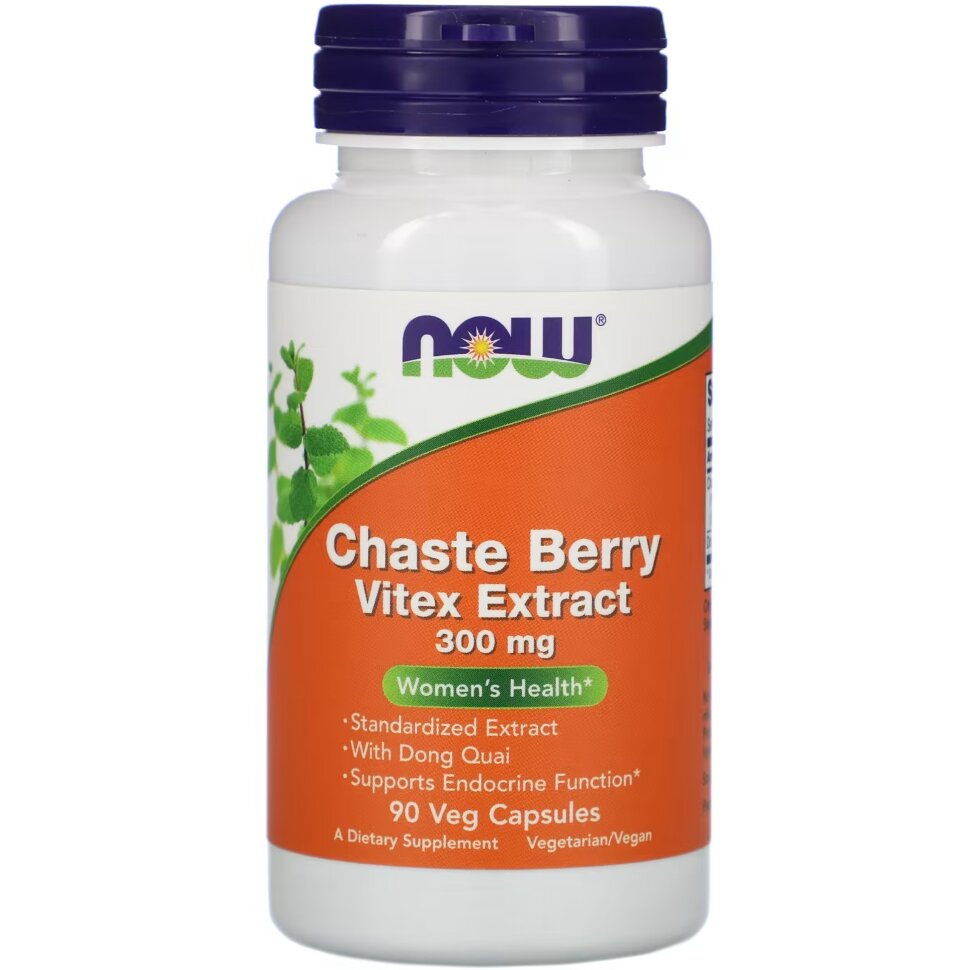 NOW®
Chaste Berry
Vitex Extract
300 mg
Women's Health*
•Standardized Extract
•With Dong Quai
•Supports Endocrine Function*
90 Veg Capsules
A Dietary Supplement Vegetarian/Vegan